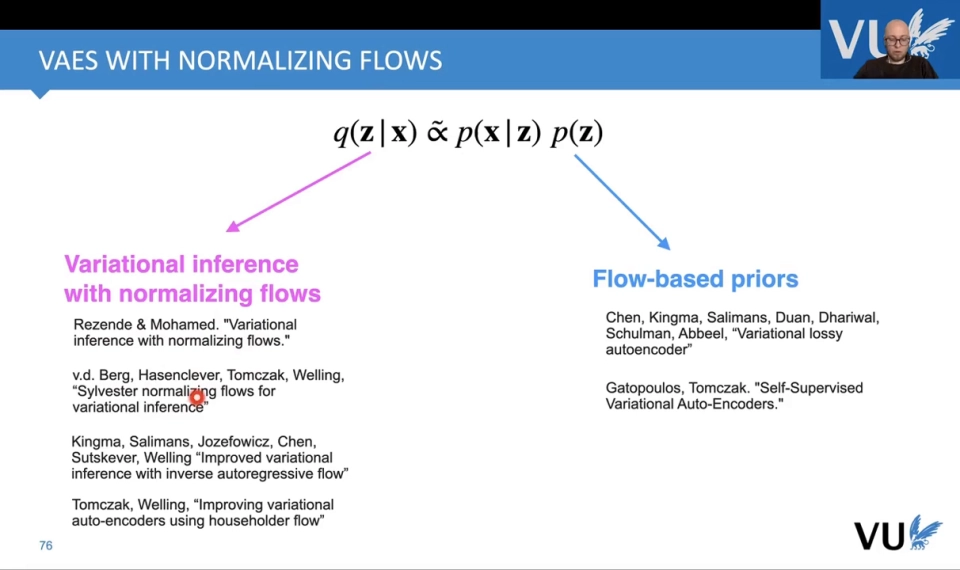 VU
VAES WITH NORMALIZING FLOWS
q(z|x) ∝̃ p(x|z) p(z)
Variational inference
with normalizing flows
Rezende & Mohamed. "Variational
inference with normalizing flows."
v.d. Berg, Hasenclever, Tomczak, Welling,
“Sylvester normalizing flows for
variational inference”
Kingma, Salimans, Jozefowicz, Chen,
Sutskever, Welling “Improved variational
inference with inverse autoregressive flow”
Tomczak, Welling, “Improving variational
auto-encoders using householder flow”
Flow-based priors
Chen, Kingma, Salimans, Duan, Dhariwal,
Schulman, Abbeel, “Variational lossy
autoencoder”
Gatopoulos, Tomczak. "Self-Supervised
Variational Auto-Encoders."
76
VU